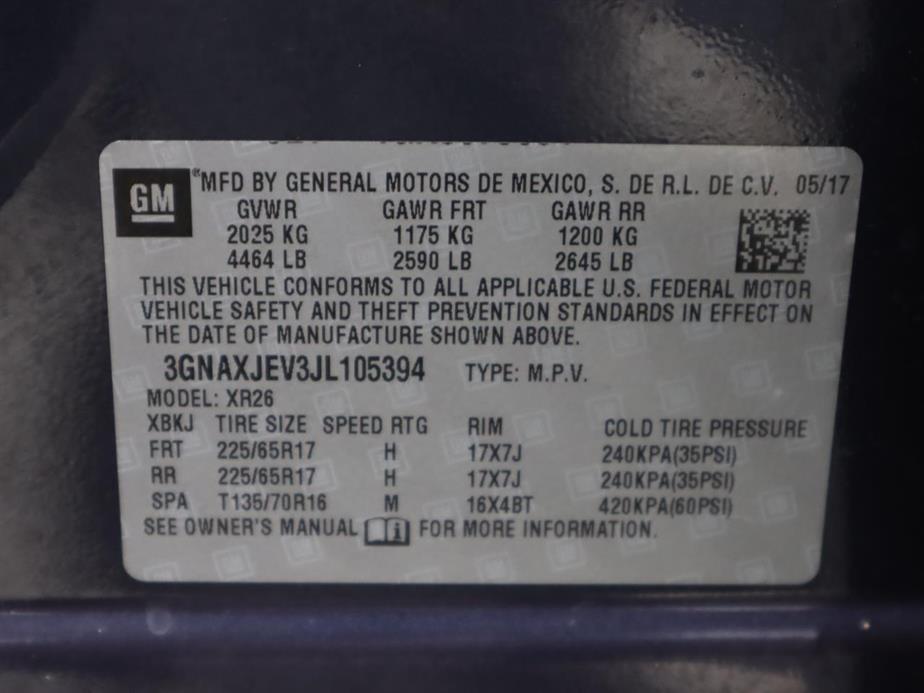 GM ®MFD BY GENERAL MOTORS DE MEXICO, S. DE R.L. DE C.V. 05/17
GVWR GAWR FRT GAWR RR
2025 KG 1175 KG 1200 KG
4464 LB 2590 LB 2645 LB
THIS VEHICLE CONFORMS TO ALL APPLICABLE U.S. FEDERAL MOTOR
VEHICLE SAFETY AND THEFT PREVENTION STANDARDS IN EFFECT ON
THE DATE OF MANUFACTURE SHOWN ABOVE.
3GNAXJEV3JL105394 TYPE: M.P.V.
MODEL: XR26
XBKJ TIRE SIZE SPEED RTG RIM COLD TIRE PRESSURE
FRT 225/65R17 H 17X7J 240KPA(35PSI)
RR 225/65R17 H 17X7J 240KPA(35PSI)
SPA T135/70R16 M 16X4BT 420KPA(60PSI)
SEE OWNER'S MANUAL i FOR MORE INFORMATION.